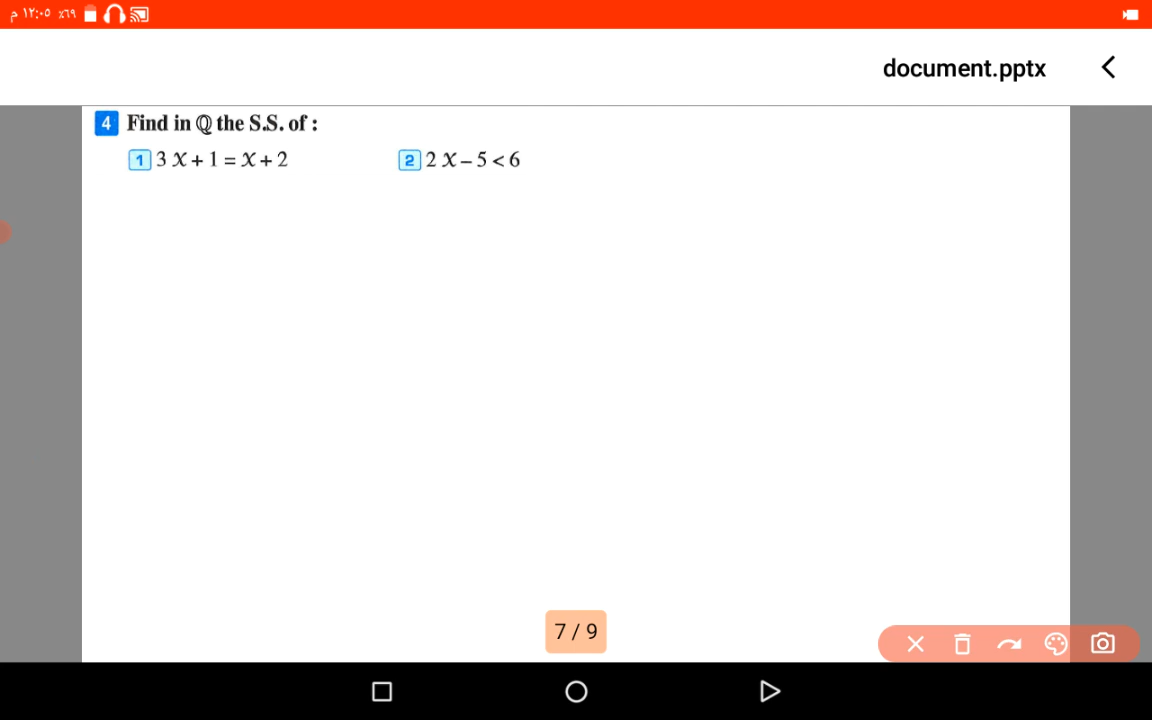 م ١٢:٠٥ ٪٦٩
document.pptx
4 Find in ℚ the S.S. of :
1 3 X + 1 = X + 2
2 2 X – 5 < 6
7 / 9